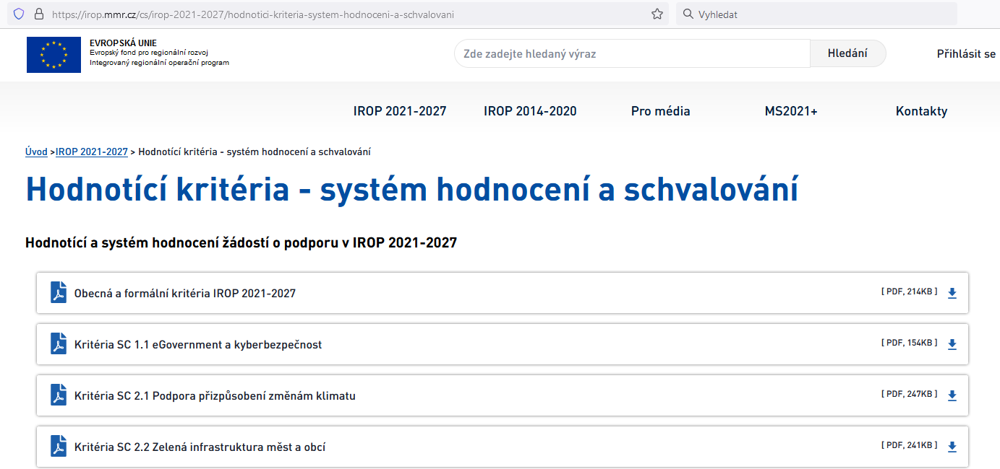 https://irop.mmr.cz/cs/irop-2021-2027/hodnotici-kriteria-system-hodnoceni-a-schvalovani
Vyhledat
EVROPSKÁ UNIE
Evropský fond pro regionální rozvoj
Integrovaný regionální operační program
Zde zadejte hledaný výraz
Hledání
Přihlásit se
IROP 2021-2027
IROP 2014-2020
Pro média
MS2021+
Kontakty
Úvod >IROP 2021-2027 > Hodnotící kritéria - systém hodnocení a schvalování
Hodnotící kritéria - systém hodnocení a schvalování
Hodnotící a systém hodnocení žádostí o podporu v IROP 2021-2027
Obecná a formální kritéria IROP 2021-2027 [ PDF, 214KB ]
Kritéria SC 1.1 eGovernment a kyberbezpečnost [ PDF, 154KB ]
Kritéria SC 2.1 Podpora přizpůsobení změnám klimatu [ PDF, 247KB ]
Kritéria SC 2.2 Zelená infrastruktura měst a obcí [ PDF, 241KB ]